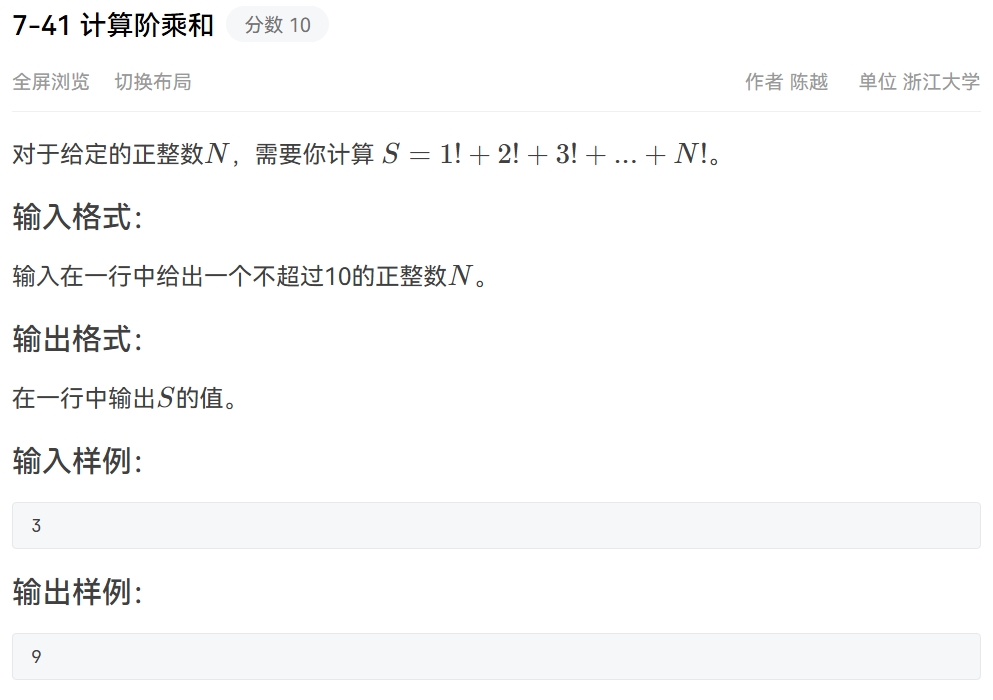 7-41 计算阶乘和 分数 10
全屏浏览 切换布局 作者 陈越 单位 浙江大学
对于给定的正整数N，需要你计算 S = 1! + 2! + 3! + ... + N!。
输入格式：
输入在一行中给出一个不超过10的正整数N。
输出格式：
在一行中输出S的值。
输入样例：
3
输出样例：
9